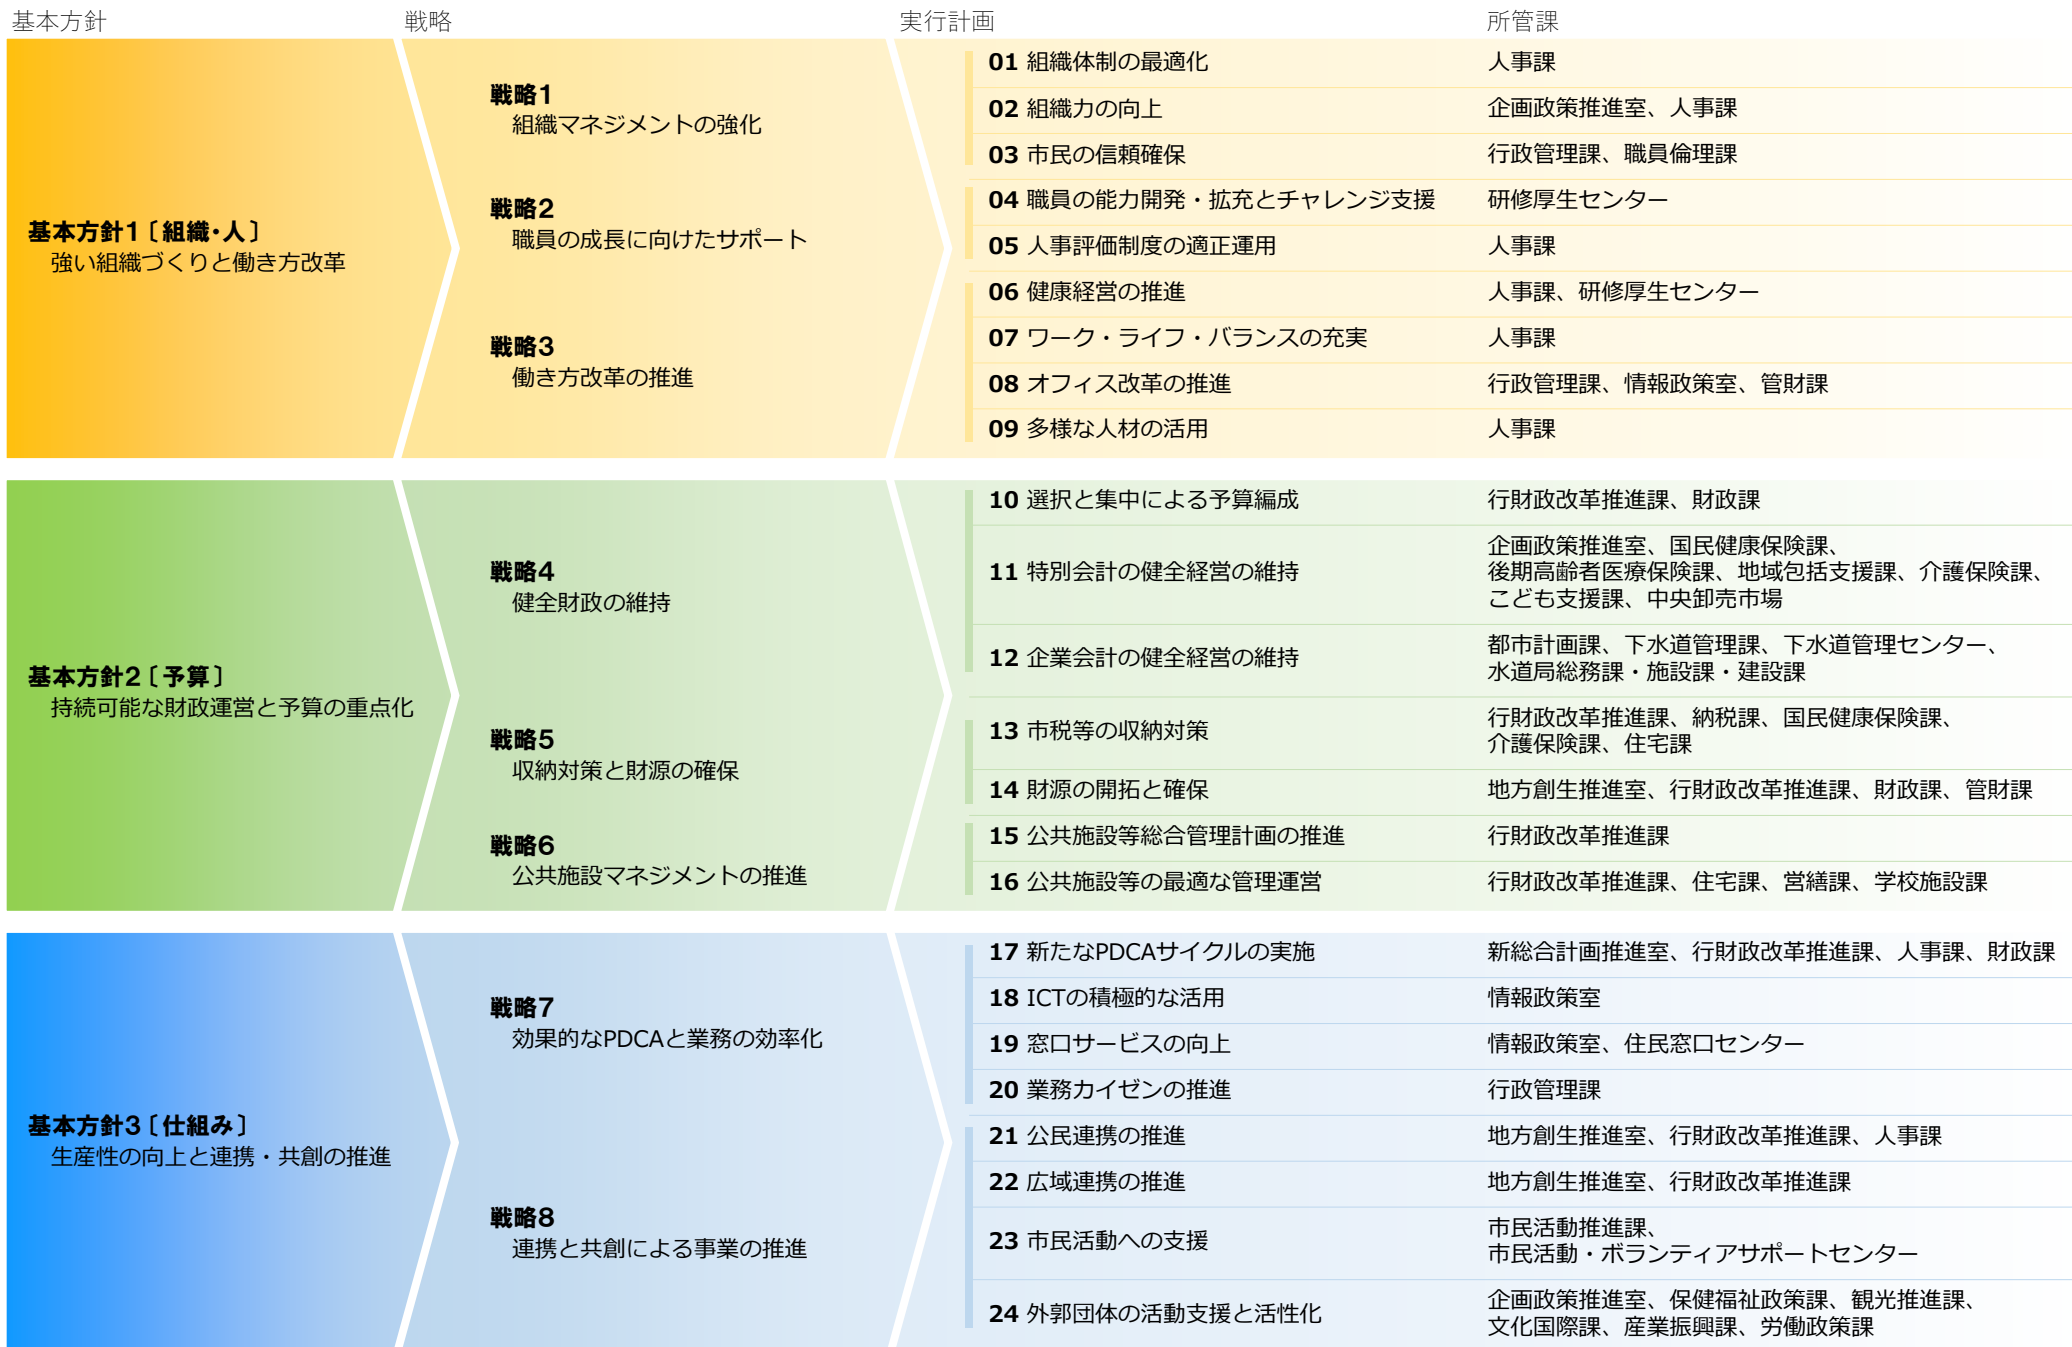 基本方針
戦略
実行計画
所管課
基本方針1〔組織・人〕
強い組織づくりと働き方改革
戦略1
組織マネジメントの強化
01 組織体制の最適化
人事課
02 組織力の向上
企画政策推進室、人事課
03 市民の信頼確保
行政管理課、職員倫理課
戦略2
職員の成長に向けたサポート
04 職員の能力開発・拡充とチャレンジ支援
研修厚生センター
05 人事評価制度の適正運用
人事課
戦略3
働き方改革の推進
06 健康経営の推進
人事課、研修厚生センター
07 ワーク・ライフ・バランスの充実
人事課
08 オフィス改革の推進
行政管理課、情報政策室、管財課
09 多様な人材の活用
人事課
基本方針2〔予算〕
持続可能な財政運営と予算の重点化
戦略4
健全財政の維持
10 選択と集中による予算編成
行財政改革推進課、財政課
11 特別会計の健全経営の維持
企画政策推進室、国民健康保険課、
後期高齢者医療保険課、地域包括支援課、介護保険課、
こども支援課、中央卸売市場
12 企業会計の健全経営の維持
都市計画課、下水道管理課、下水道管理センター、
水道局総務課・施設課・建設課
戦略5
収納対策と財源の確保
13 市税等の収納対策
行財政改革推進課、納税課、国民健康保険課、
介護保険課、住宅課
14 財源の開拓と確保
地方創生推進室、行財政改革推進課、財政課、管財課
戦略6
公共施設マネジメントの推進
15 公共施設等総合管理計画の推進
行財政改革推進課
16 公共施設等の最適な管理運営
行財政改革推進課、住宅課、営繕課、学校施設課
基本方針3〔仕組み〕
生産性の向上と連携・共創の推進
戦略7
効果的なPDCAと業務の効率化
17 新たなPDCAサイクルの実施
新総合計画推進室、行財政改革推進課、人事課、財政課
18 ICTの積極的な活用
情報政策室
19 窓口サービスの向上
情報政策室、住民窓口センター
20 業務カイゼンの推進
行政管理課
戦略8
連携と共創による事業の推進
21 公民連携の推進
地方創生推進室、行財政改革推進課、人事課
22 広域連携の推進
地方創生推進室、行財政改革推進課
23 市民活動への支援
市民活動推進課、
市民活動・ボランティアサポートセンター
24 外郭団体の活動支援と活性化
企画政策推進室、保健福祉政策課、観光推進課、
文化国際課、産業振興課、労働政策課